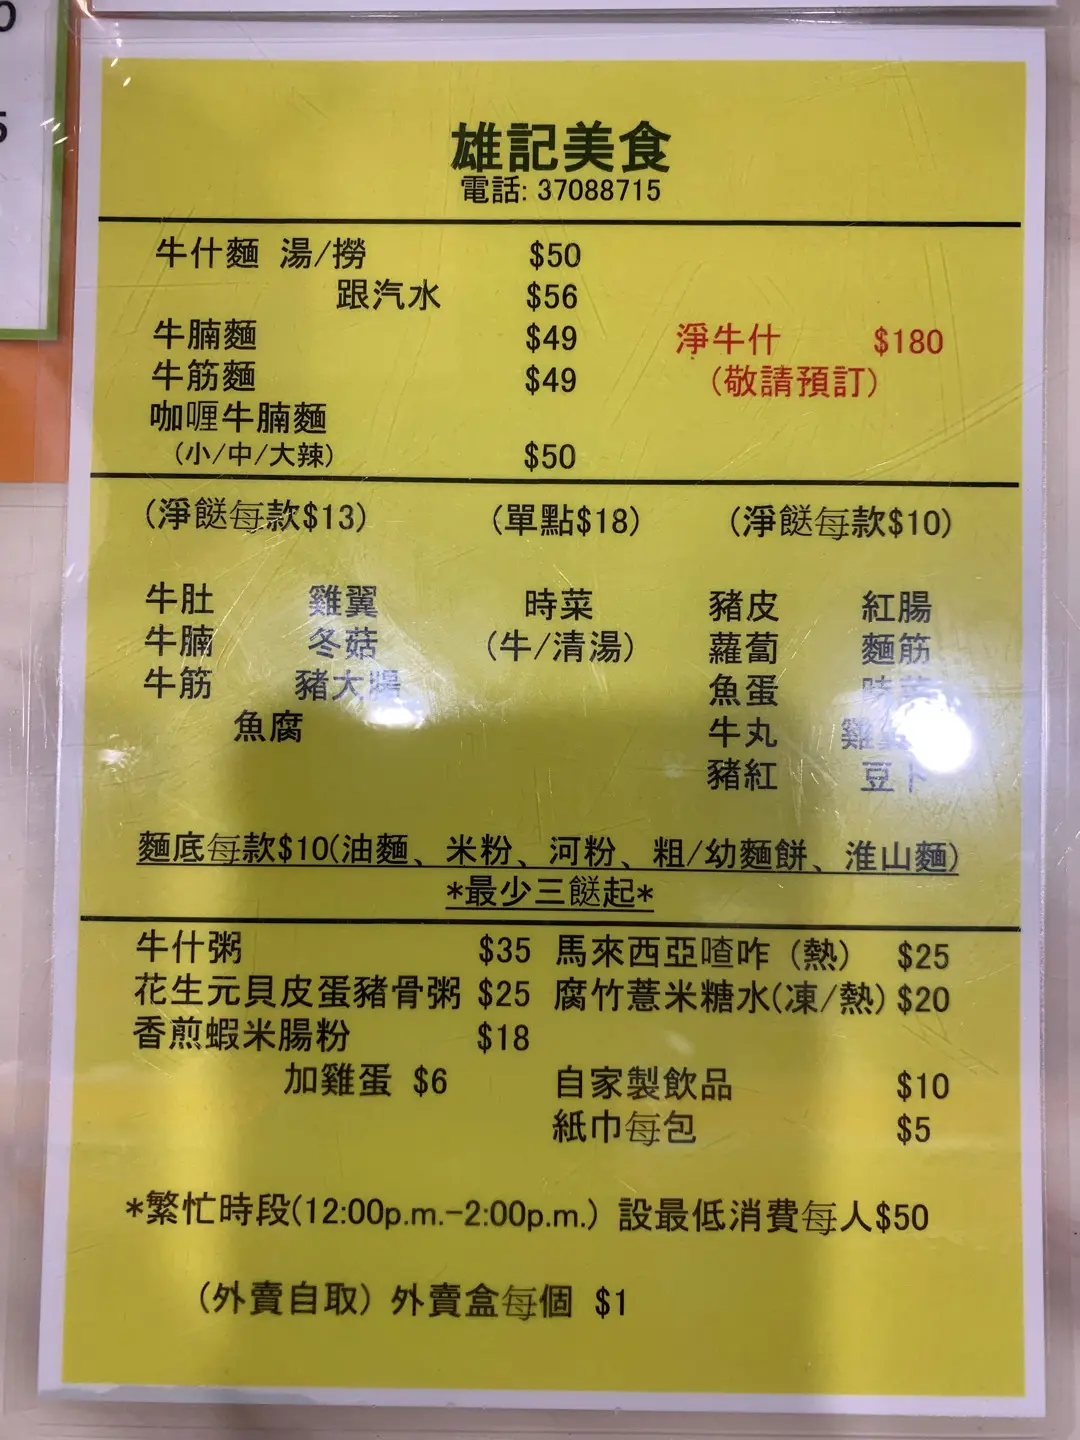 雄記美食
電話: 37088715
牛什麵 湯/撈 $50
跟汽水 $56
牛腩麵 $49 淨牛什 $180
牛筋麵 $49 (敬請預訂)
咖喱牛腩麵
(小/中/大辣) $50
(淨餸每款$13) (單點$18) (淨餸每款$10)
牛肚 雞翼 時菜 豬皮 紅腸
牛腩 冬菇 (牛/清湯) 蘿蔔 麵筋
牛筋 豬大腸 魚蛋 時菜
魚腐 牛丸 雞
豬紅 豆卜
麵底每款$10(油麵、米粉、河粉、粗/幼麵餅、淮山麵)
*最少三餸起*
牛什粥 $35 馬來西亞喳咋 (熱) $25
花生元貝皮蛋豬骨粥 $25 腐竹薏米糖水(凍/熱) $20
香煎蝦米腸粉 $18
加雞蛋 $6 自家製飲品 $10
紙巾每包 $5
*繁忙時段(12:00p.m.-2:00p.m.) 設最低消費每人$50
(外賣自取) 外賣盒每個 $1